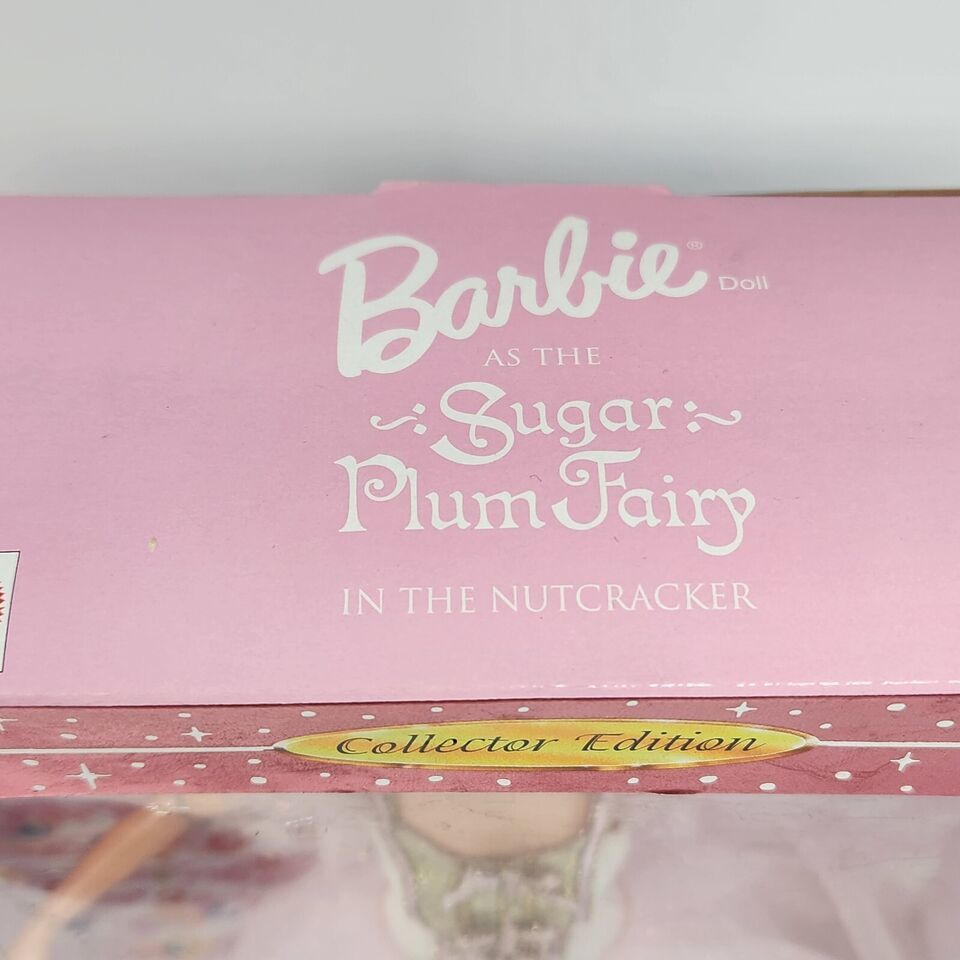 Barbie® Doll
AS THE
Sugar
Plum Fairy
IN THE NUTCRACKER
Collector Edition